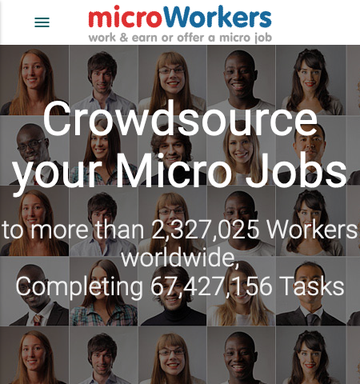 microWorkers
work & earn or offer a micro job
Crowdsource
your Micro Jobs
to more than 2,327,025 Workers
worldwide,
Completing 67,427,156 Tasks